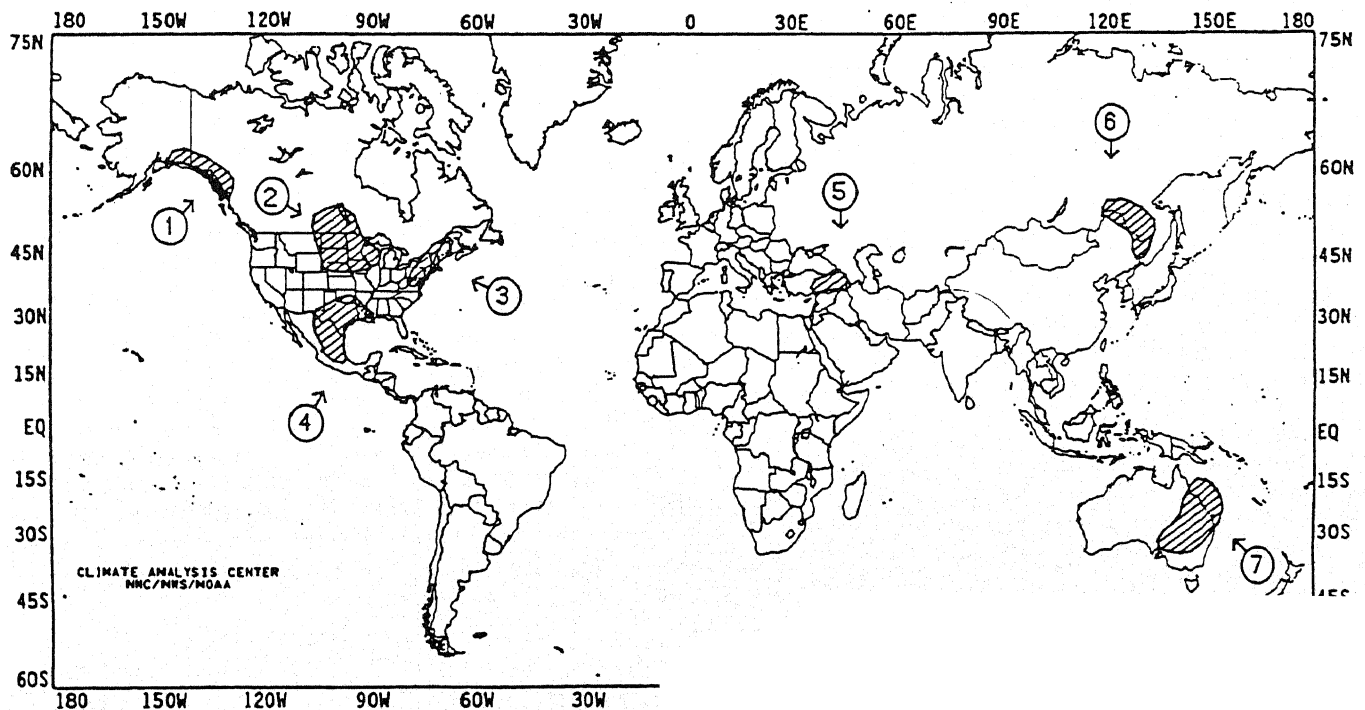 180 150W 120W 90W 60W 0 30E 60E 90E 120E 150E 180
75N 75N
6
60N 60N
2 5
1
45N 45N
3
30N 30N
15N 15N
4
EQ EQ
15S 15S
30S 30S
7
CLIMATE ANALYSIS CENTER
NMC/NWS/NOAA
45S
60S
180 150W 120W 90W 60W 30W